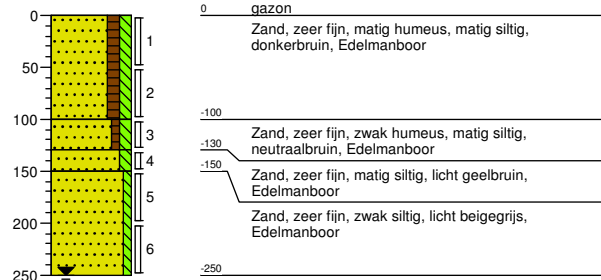 0
50
100
150
200
250
1
2
3
4
5
6
0
gazon
Zand, zeer fijn, matig humeus, matig siltig,
donkerbruin, Edelmanboor
-100
Zand, zeer fijn, zwak humeus, matig siltig,
neutraalbruin, Edelmanboor
-130
-150
Zand, zeer fijn, matig siltig, licht geelbruin,
Edelmanboor
Zand, zeer fijn, zwak siltig, licht beigegrijs,
Edelmanboor
-250